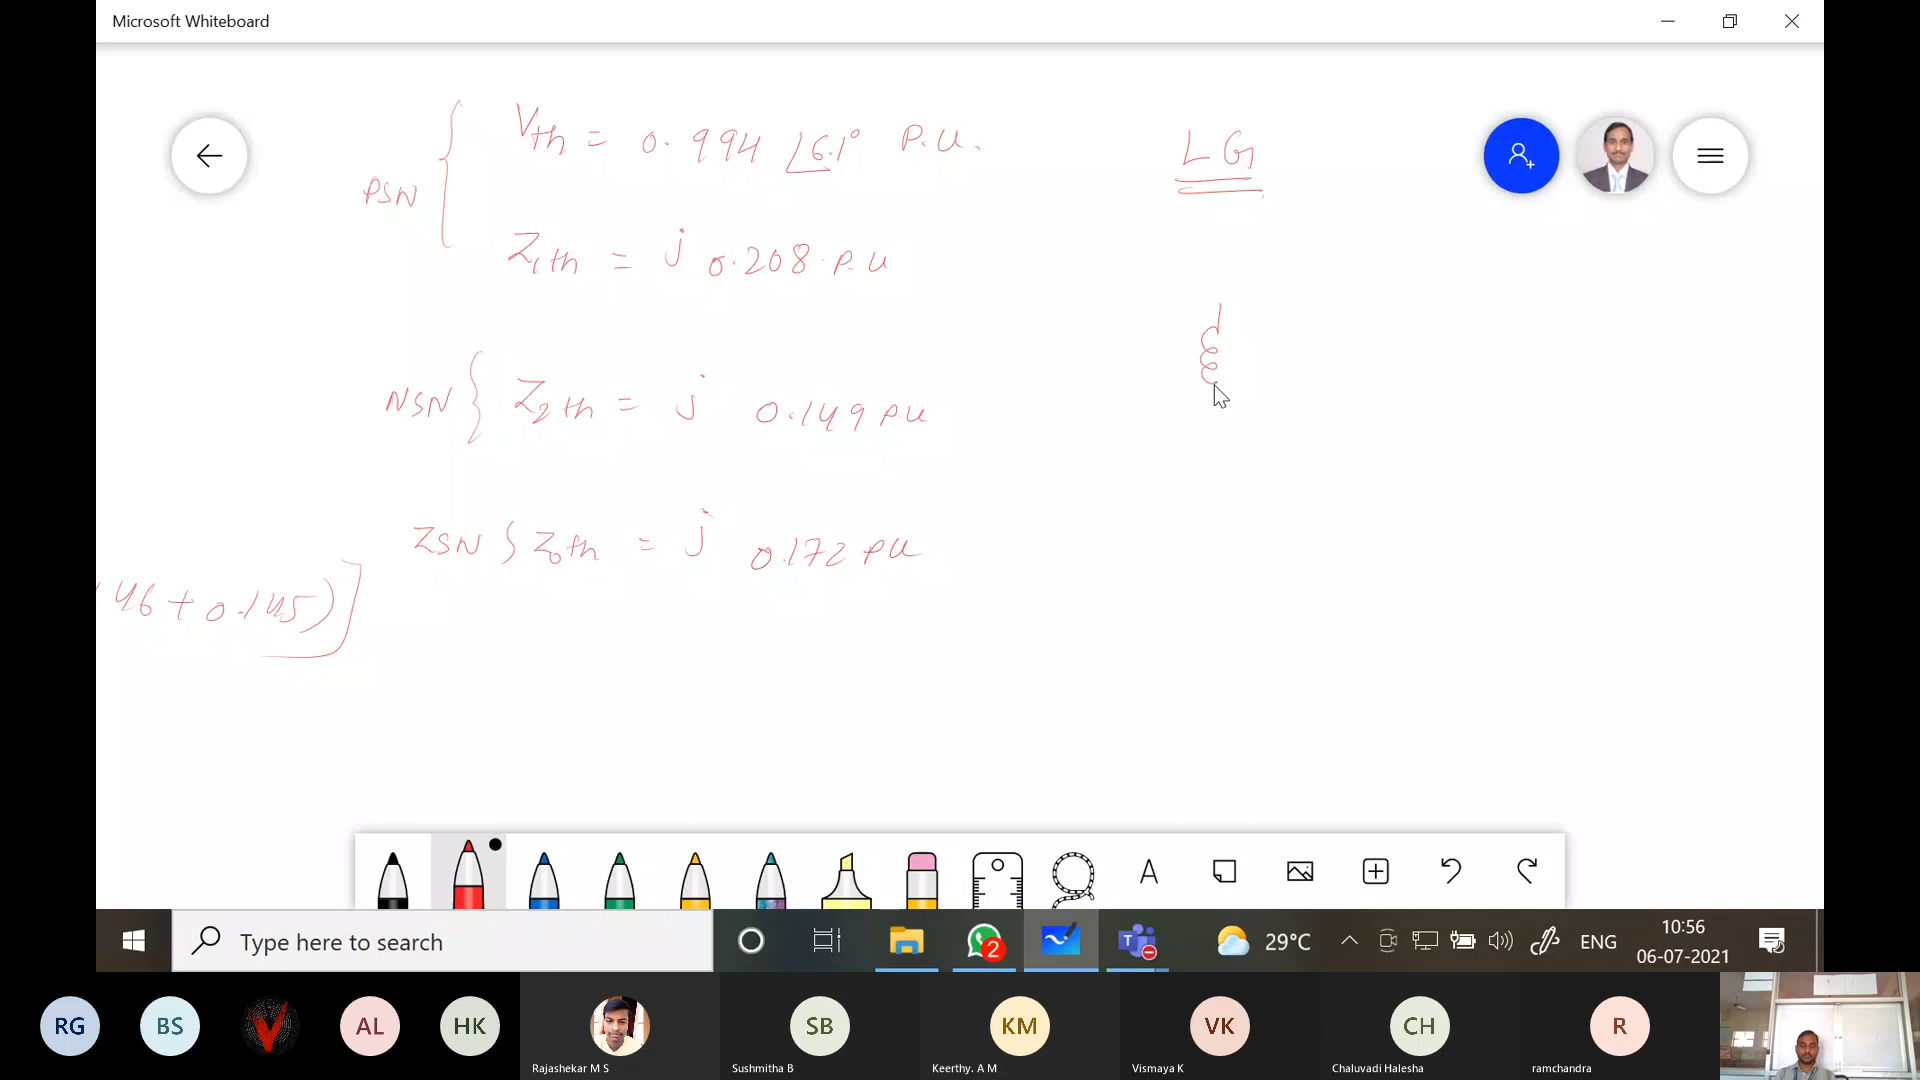 Microsoft Whiteboard
PSN { Vth = 0.994 ∠6.1° P.U.
Z1th = j 0.208 P.U
NSN { Z2th = j 0.149 P.U
ZSN { Z0th = j 0.172 PU
46 + 0.145)]
LG
A
Type here to search
2
T
29°C
ENG
10:56
06-07-2021
RG
BS
V
AL
HK
Rajashekar M S
SB
Sushmitha B
KM
Keerthy. A M
VK
Vismaya K
CH
Chaluvadi Halesha
R
ramchandra